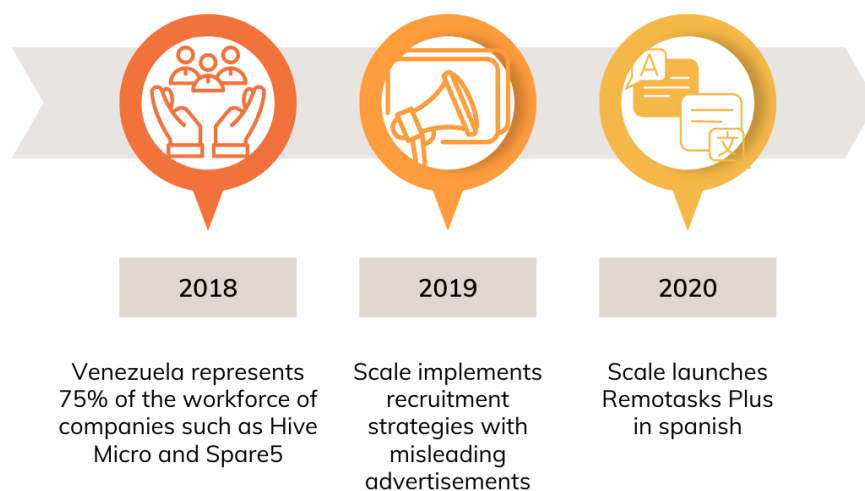 A
文
2018
2019
2020
Venezuela represents
75% of the workforce of
companies such as Hive
Micro and Spare5
Scale implements
recruitment
strategies with
misleading
advertisements
Scale launches
Remotasks Plus
in spanish